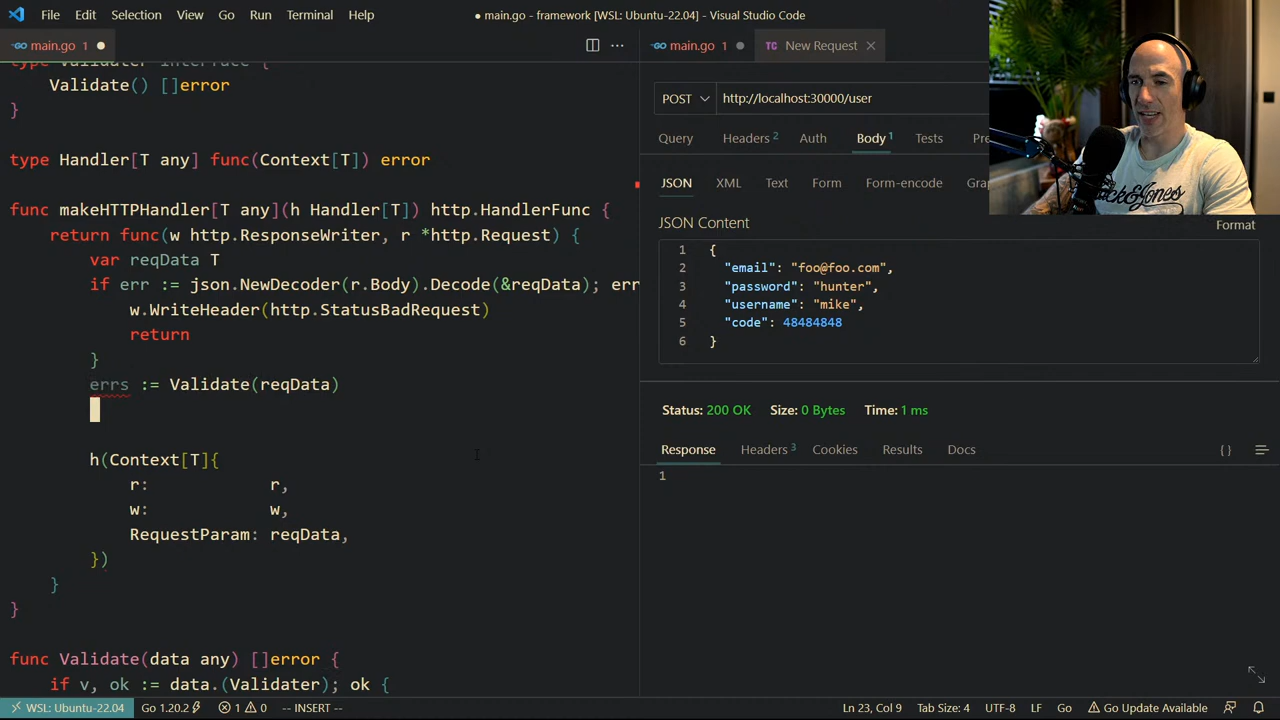 File Edit Selection View Go Run Terminal Help
● main.go - framework [WSL: Ubuntu-22.04] - Visual Studio Code
main.go 1 ●
type Validater interface {
Validate() []error
}
type Handler[T any] func(Context[T]) error
func makeHTTPHandler[T any](h Handler[T]) http.HandlerFunc {
return func(w http.ResponseWriter, r *http.Request) {
var reqData T
if err := json.NewDecoder(r.Body).Decode(&reqData); err
w.WriteHeader(http.StatusBadRequest)
return
}
errs := Validate(reqData)
h(Context[T]{
r: r,
w: w,
RequestParam: reqData,
})
}
}
func Validate(data any) []error {
if v, ok := data.(Validater); ok {
main.go 1 ●
TC New Request
POST http://localhost:30000/user
Query Headers 2 Auth Body 1 Tests Pre
JSON XML Text Form Form-encode Gra
JSON Content
Format
1 {
2 "email": "foo@foo.com",
3 "password": "hunter",
4 "username": "mike",
5 "code": 48484848
6 }
Status: 200 OK Size: 0 Bytes Time: 1 ms
Response Headers 3 Cookies Results Docs { }
1
WSL: Ubuntu-22.04 Go 1.20.2 1 0 -- INSERT -- Ln 23, Col 9 Tab Size: 4 UTF-8 LF Go Go Update Available